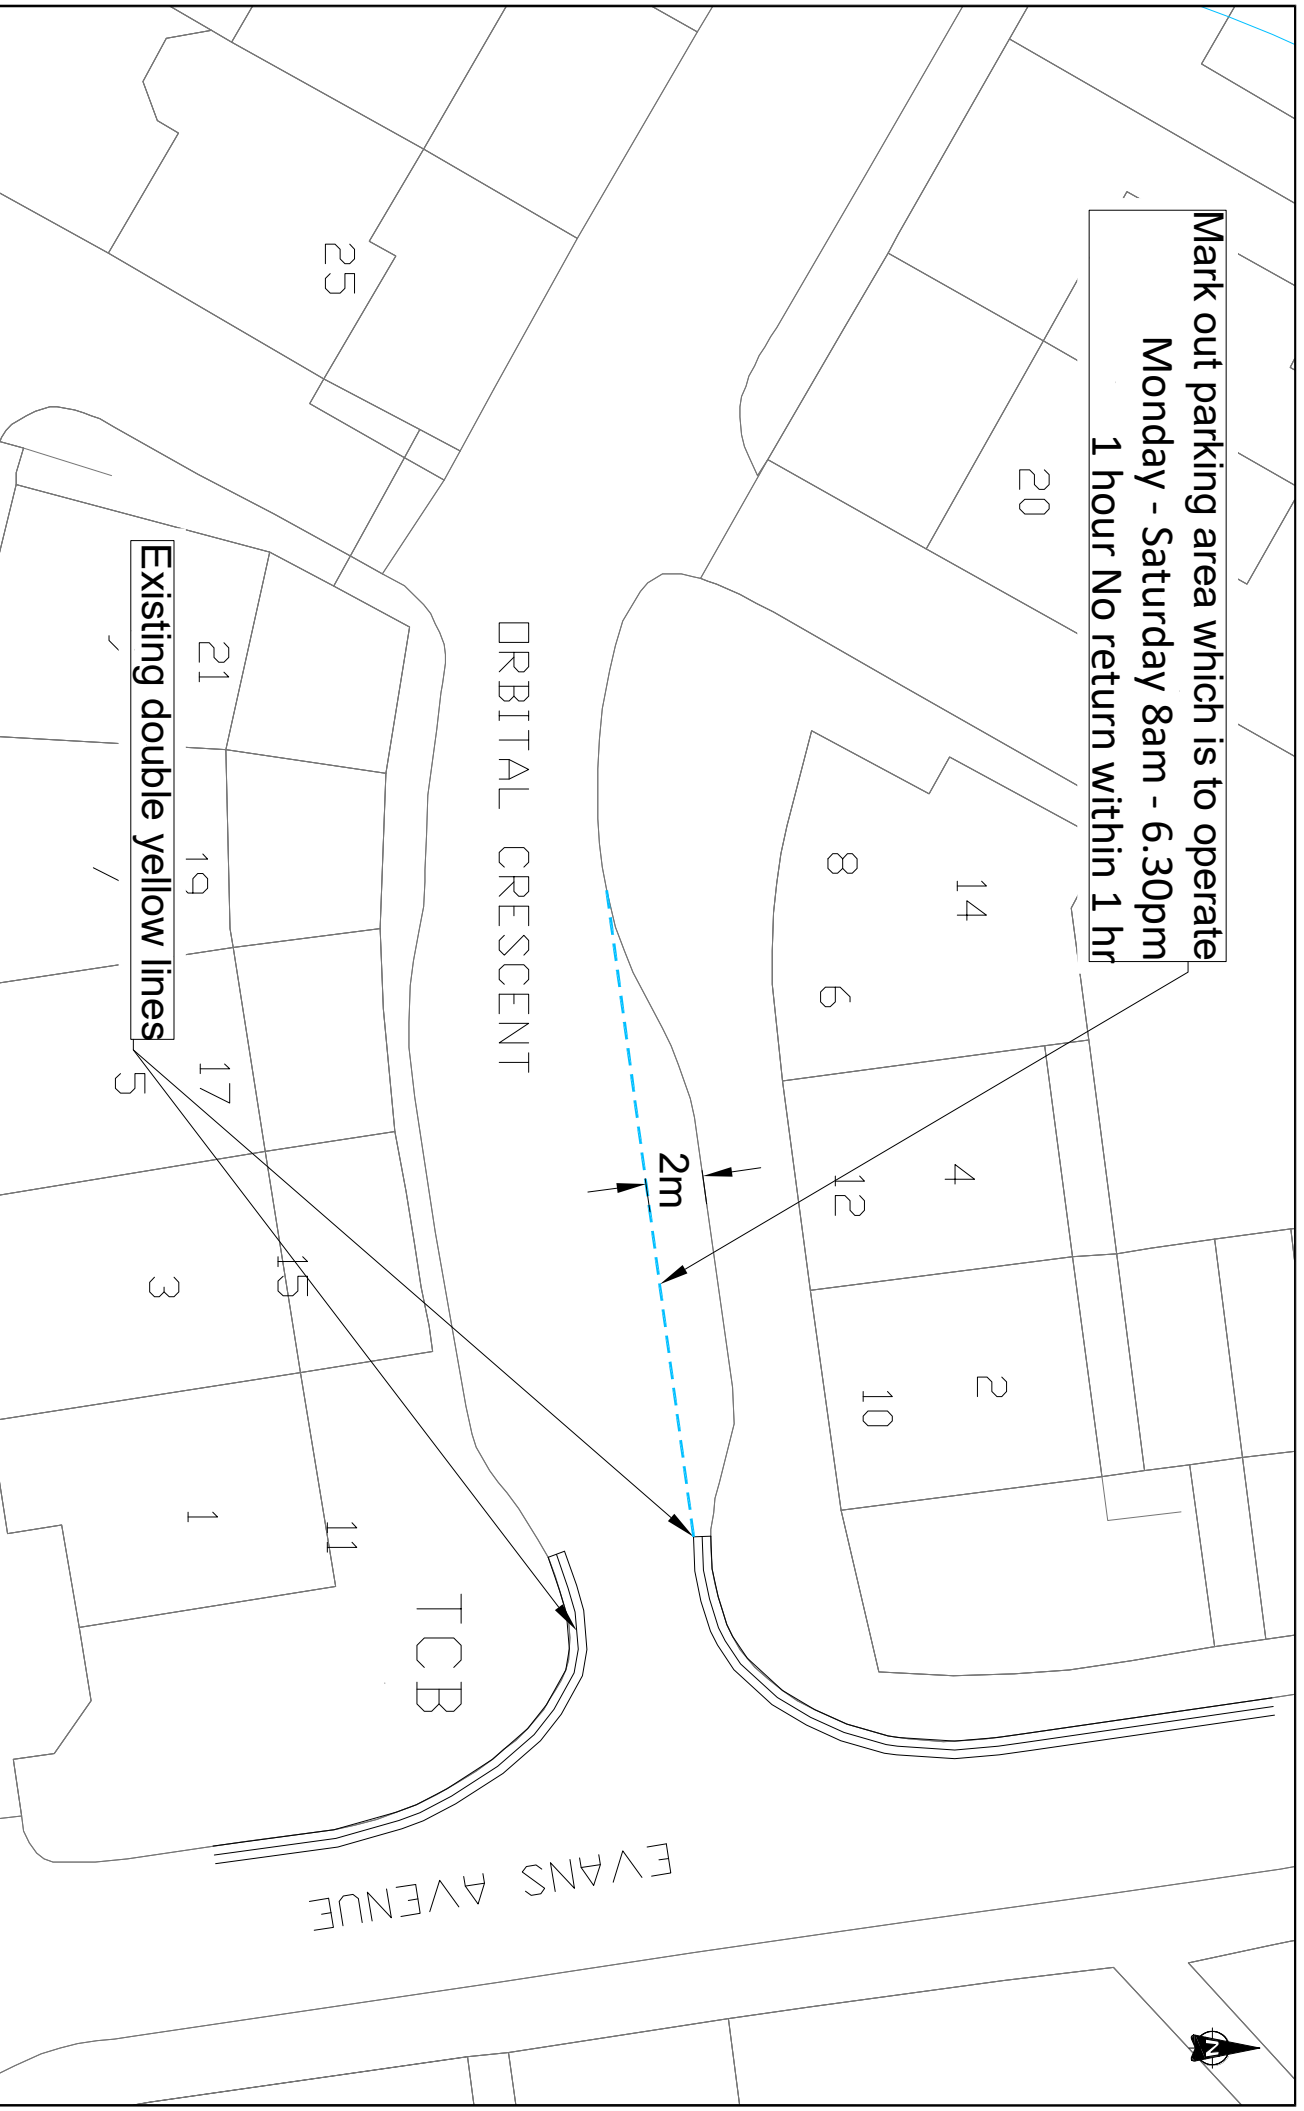 Mark out parking area which is to operate
Monday - Saturday 8am - 6.30pm
1 hour No return within 1 hr
20
25
14
8
6
ORBITAL CRESCENT
21
Existing double yellow lines
19
17
5
2m
4
12
15
3
2
10
1
11
TCB
EVANS AVENUE
N